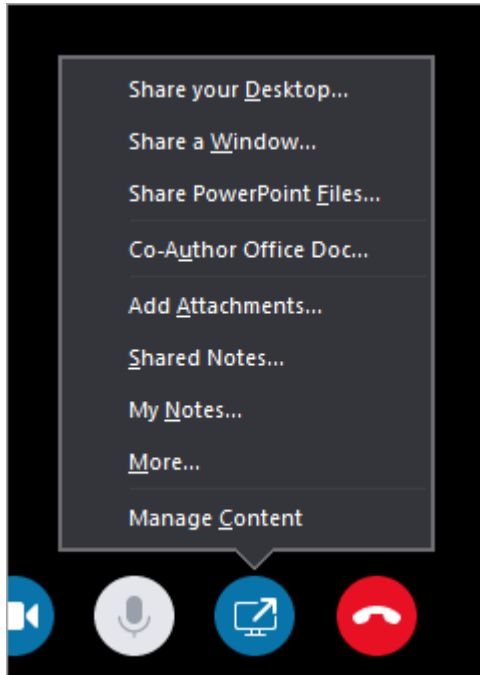 Share your Desktop...
Share a Window...
Share PowerPoint Files...
Co-Author Office Doc...
Add Attachments...
Shared Notes...
My Notes...
More...
Manage Content